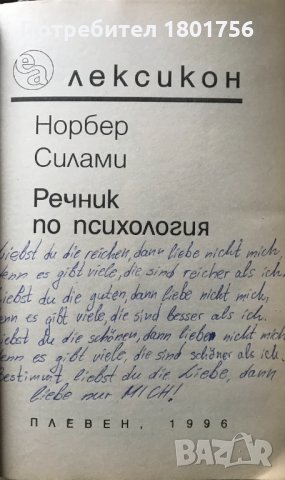 Потребител 1801756
ea лексикон
Норбер
Силами
Речник
по психология
Liebst du die reichen, dann liebe nicht mich,
denn es gibt viele, die sind reicher als ich.
Liebst du die guten, dann liebe nicht mich,
denn es gibt viele, die sind besser als ich.
Liebst du die schönen, dann liebe nicht mich
denn es gibt viele, die sind schöner als ich.
Bestimmt liebst du die Liebe, dann
liebe nur MICH!
ПЛЕВЕН, 1996
BAZAR
bg